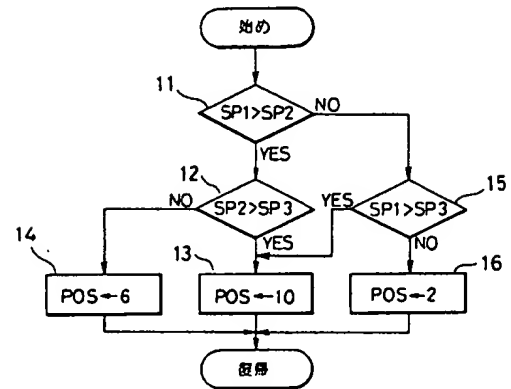 始め
11
SP1>SP2
NO
YES
12
15
NO
SP2>SP3
YES
SP1>SP3
14
13
YES
NO
16
POS←6
POS←10
POS←2
復帰